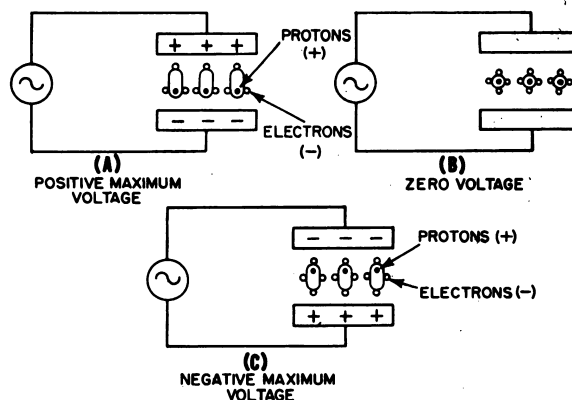 + + +
PROTONS
(+)
ELECTRONS
(−)
− − −
(A)
POSITIVE MAXIMUM
VOLTAGE
(B)
ZERO VOLTAGE
− − −
PROTONS (+)
ELECTRONS (−)
+ + +
(C)
NEGATIVE MAXIMUM
VOLTAGE